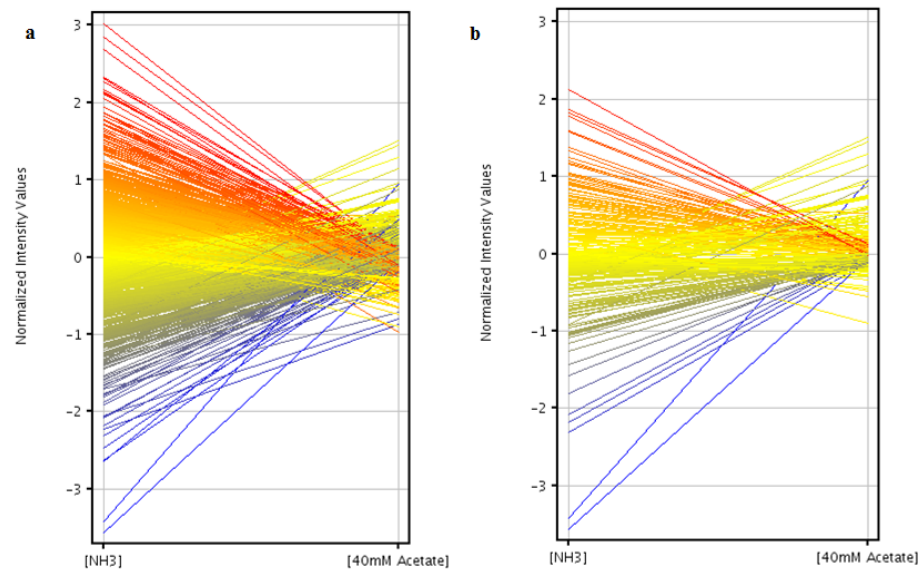 a
3
2
1
0
−1
−2
−3
Normalized Intensity Values
[NH3]
[40mM Acetate]
b
3
2
1
0
−1
−2
−3
Normalized Intensity Values
[NH3]
[40mM Acetate]